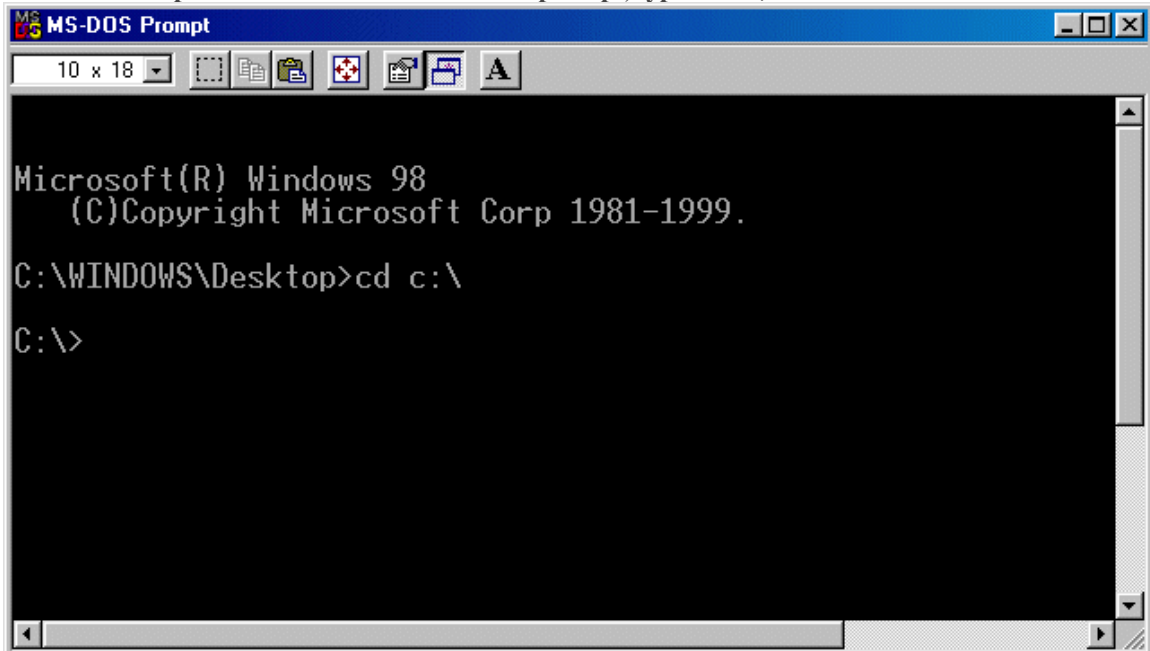 MS-DOS Prompt
10 x 18
A
Microsoft(R) Windows 98
(C)Copyright Microsoft Corp 1981-1999.
C:\WINDOWS\Desktop>cd c:\
C:\>